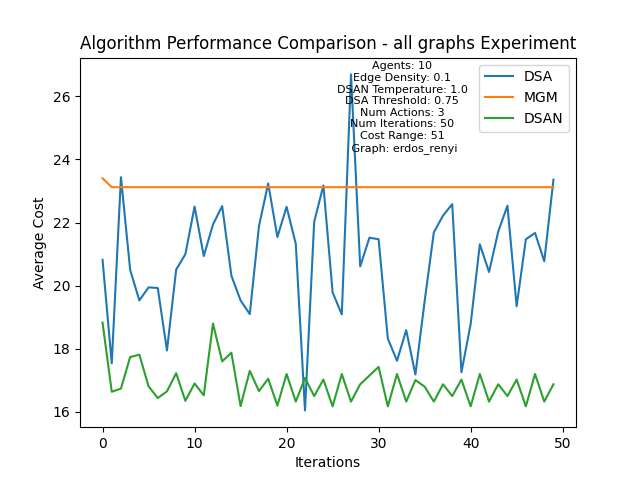 Algorithm Performance Comparison - all graphs Experiment
Agents: 10
Edge Density: 0.1
DSAN Temperature: 1.0
DSA Threshold: 0.75
Num Actions: 3
Num Iterations: 50
Cost Range: 51
Graph: erdos_renyi
DSA
MGM
DSAN
Average Cost
26
24
22
20
18
16
0
10
20
30
40
50
Iterations